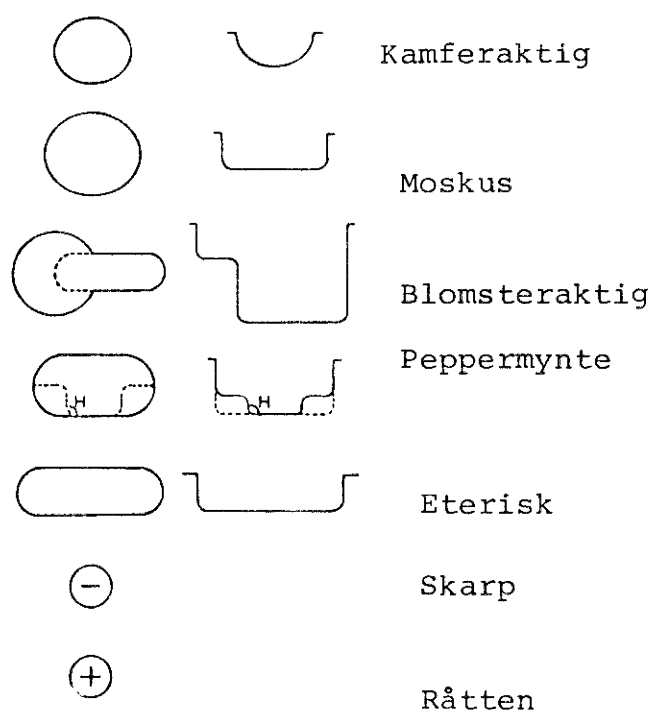 Kamferaktig
Moskus
Blomsteraktig
Peppermynte
H H
Eterisk
−
Skarp
+
Råtten